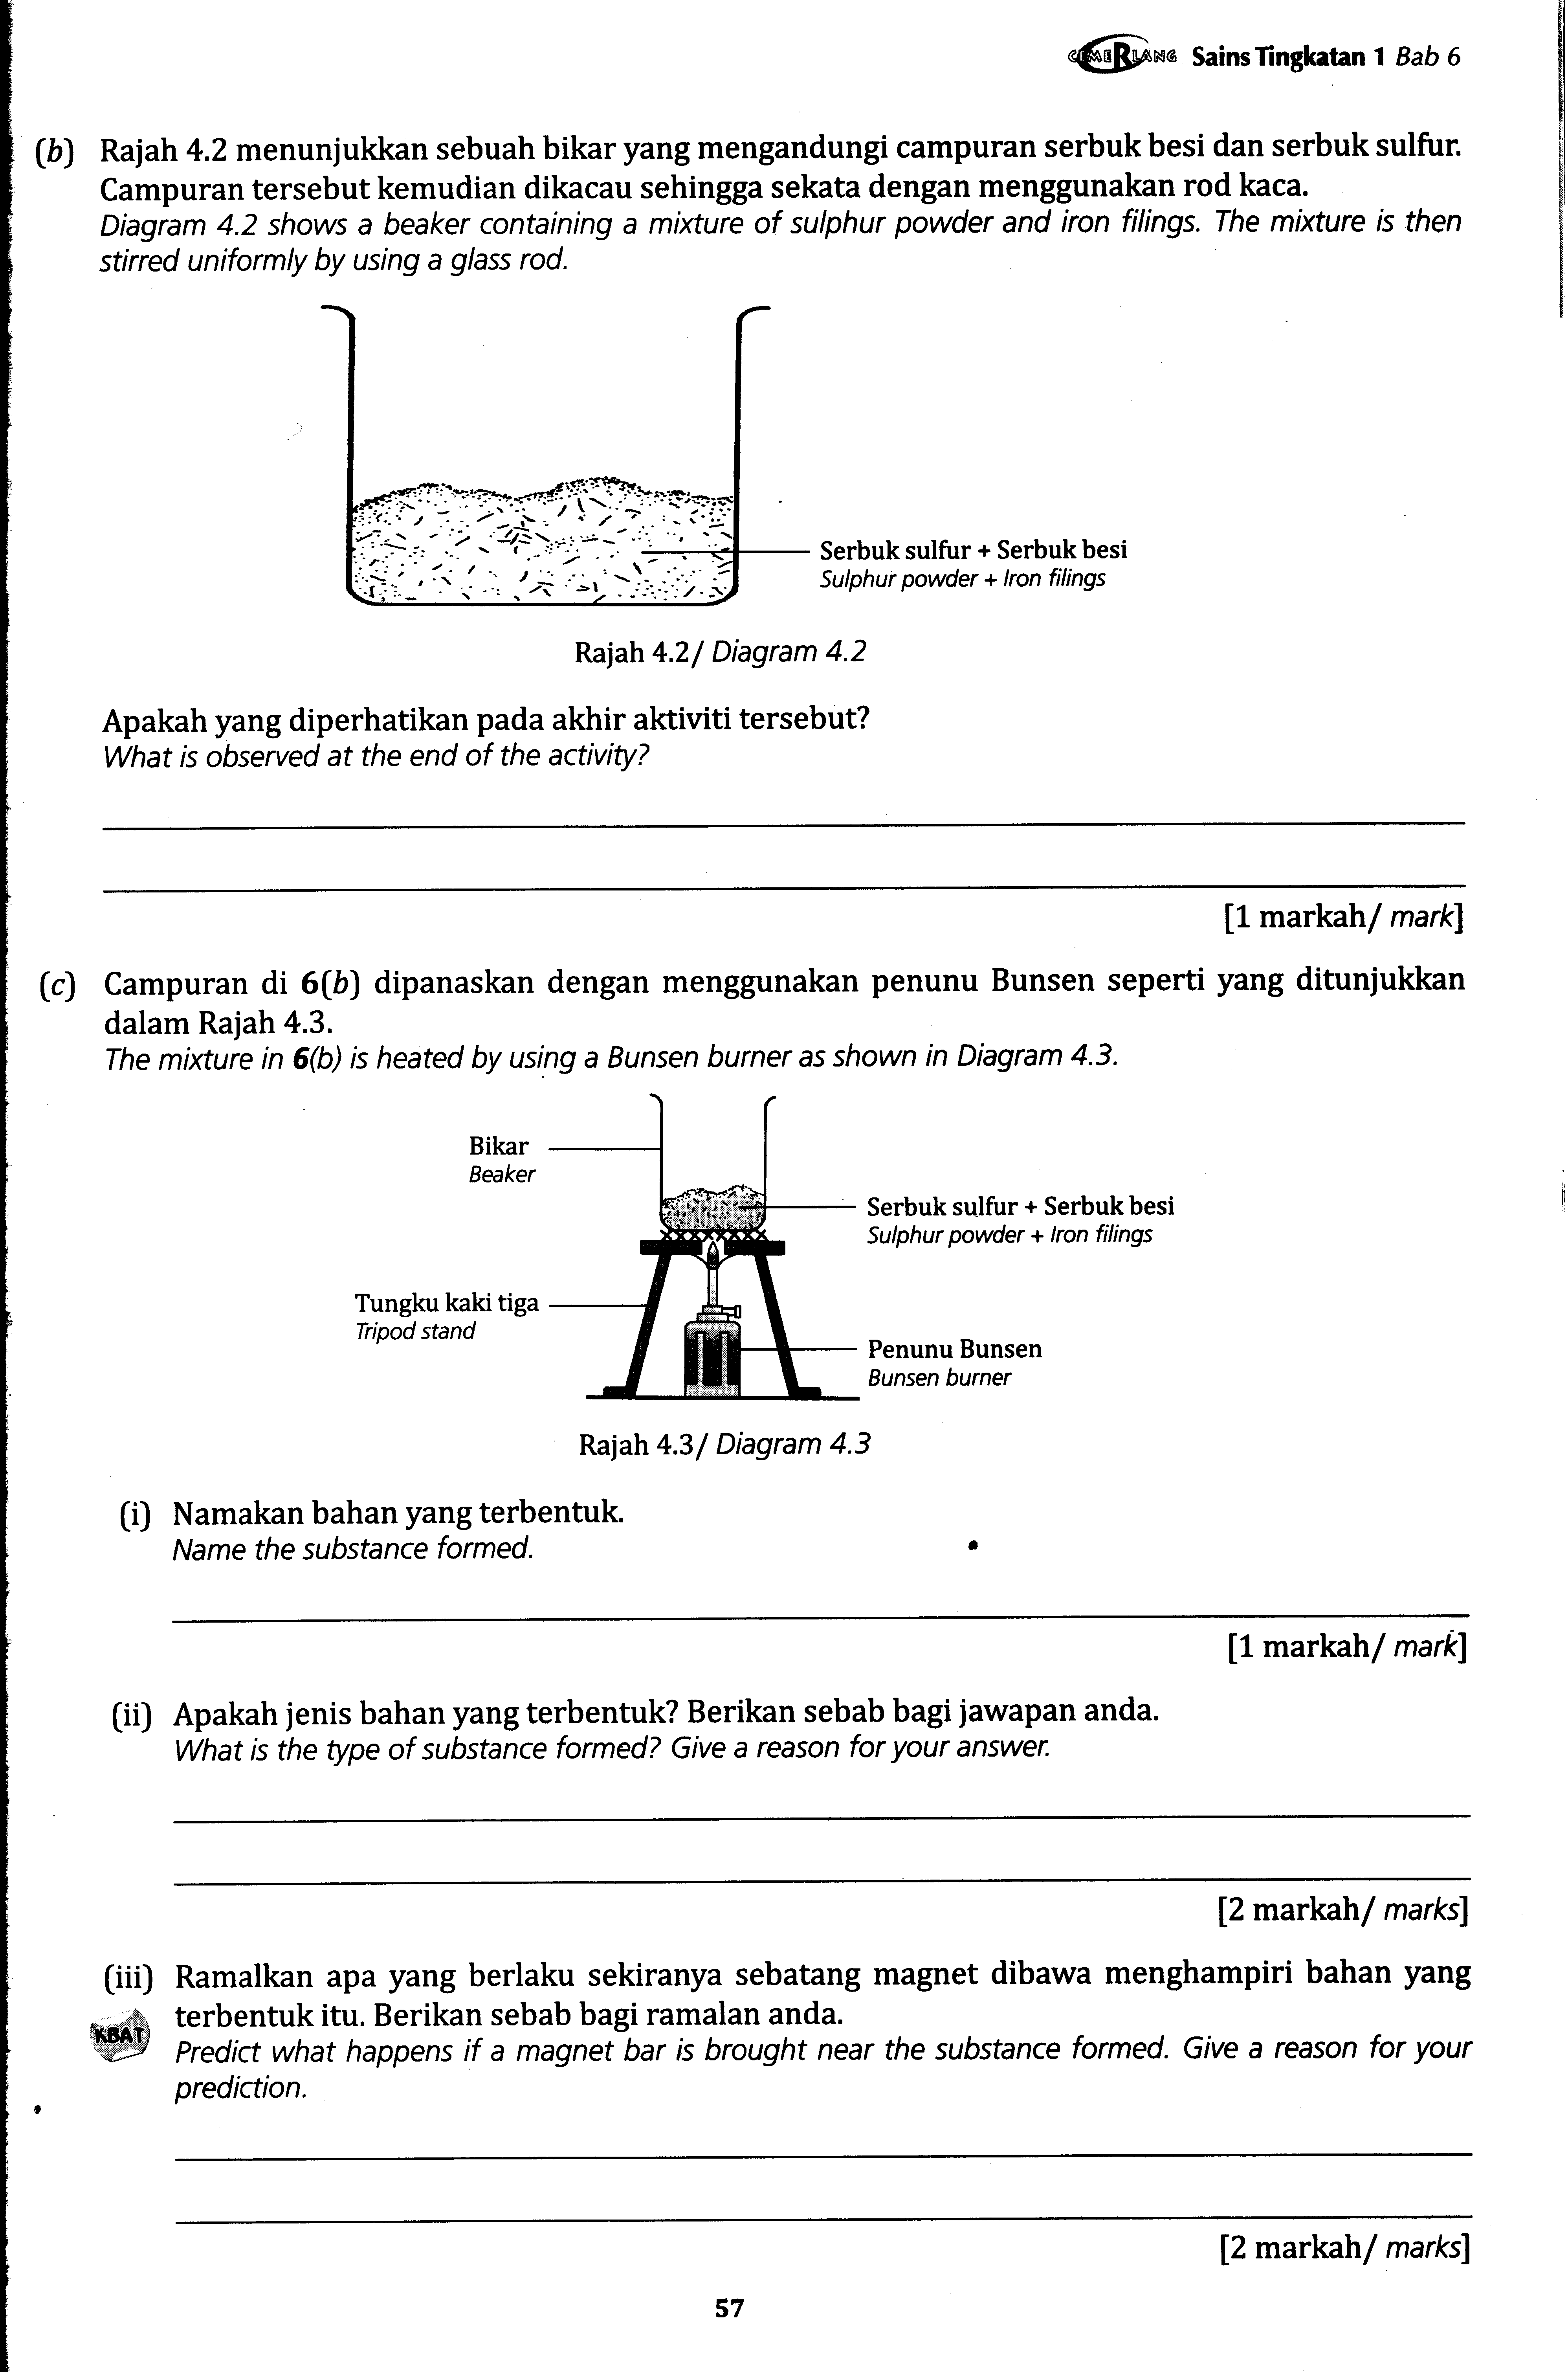 CEMERLANG Sains Tingkatan 1 Bab 6
(b) Rajah 4.2 menunjukkan sebuah bikar yang mengandungi campuran serbuk besi dan serbuk sulfur.
Campuran tersebut kemudian dikacau sehingga sekata dengan menggunakan rod kaca.
Diagram 4.2 shows a beaker containing a mixture of sulphur powder and iron filings. The mixture is then
stirred uniformly by using a glass rod.
Serbuk sulfur + Serbuk besi
Sulphur powder + Iron filings
Rajah 4.2/ Diagram 4.2
Apakah yang diperhatikan pada akhir aktiviti tersebut?
What is observed at the end of the activity?
[1 markah/ mark]
(c) Campuran di 6(b) dipanaskan dengan menggunakan penunu Bunsen seperti yang ditunjukkan
dalam Rajah 4.3.
The mixture in 6(b) is heated by using a Bunsen burner as shown in Diagram 4.3.
Bikar
Beaker
Serbuk sulfur + Serbuk besi
Sulphur powder + Iron filings
Tungku kaki tiga
Tripod stand
Penunu Bunsen
Bunsen burner
Rajah 4.3/ Diagram 4.3
(i) Namakan bahan yang terbentuk.
Name the substance formed.
[1 markah/ mark]
(ii) Apakah jenis bahan yang terbentuk? Berikan sebab bagi jawapan anda.
What is the type of substance formed? Give a reason for your answer.
[2 markah/ marks]
(iii) Ramalkan apa yang berlaku sekiranya sebatang magnet dibawa menghampiri bahan yang
KBAT terbentuk itu. Berikan sebab bagi ramalan anda.
Predict what happens if a magnet bar is brought near the substance formed. Give a reason for your
prediction.
[2 markah/ marks]
57